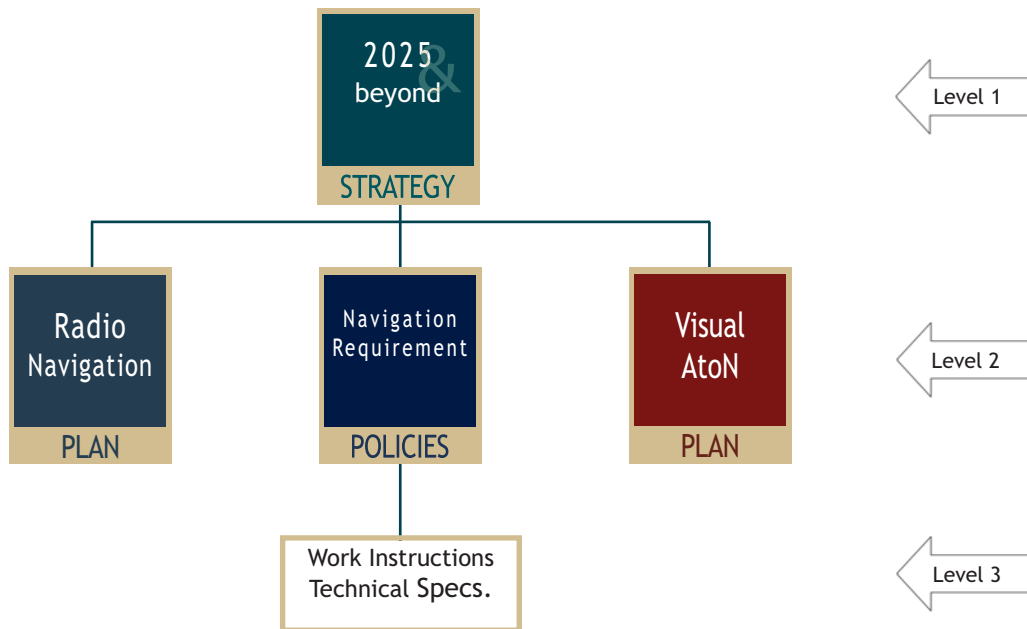 2025
&
beyond
STRATEGY
Level 1
Radio
Navigation
PLAN
Navigation
Requirement
POLICIES
Visual
AtoN
PLAN
Level 2
Work Instructions
Technical Specs.
Level 3